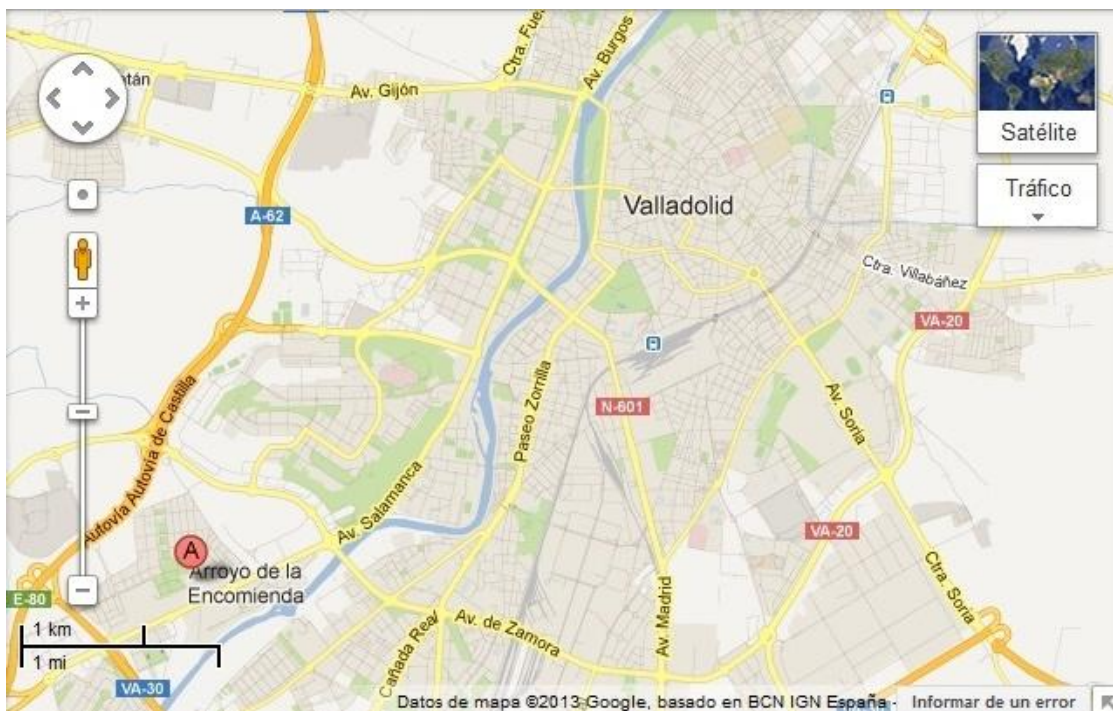 Ctra. Fue
Av. Burgos
tán
Av. Gijón
Satélite
Tráfico
A-62
Valladolid
Ctra. Villabáñez
VA-20
Autovía Autovía de Castilla
Paseo Zorrilla
N-601
Av. Soria
Av. Salamanca
VA-20
A
Arroyo de la
Encomienda
E-80
Ctra. Soria
Av. Madrid
Av. de Zamora
Cañada Real
1 km
1 mi
VA-30
Datos de mapa ©2013 Google, basado en BCN IGN España -
Informar de un error